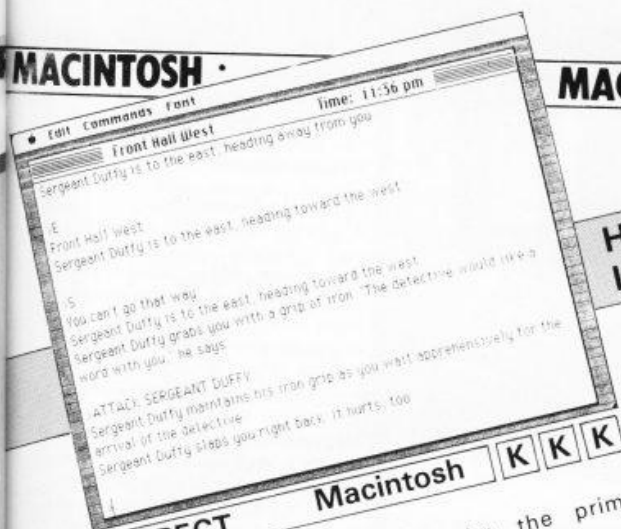 MACINTOSH
MAC
Edit Commands Font
Front Hall West Time: 11:56 pm
Sergeant Duffy is to the east, heading away from you
.E
Front Hall West
Sergeant Duffy is to the east, heading toward the west
.S
You can't go that way
Sergeant Duffy is to the east, heading toward the west
Sergeant Duffy grabs you with a grip of iron. "The detective would like a
word with you," he says
.ATTACK SERGEANT DUFFY
Sergeant Duffy maintains his iron grip as you wait apprehensively for the
arrival of the detective
Sergeant Duffy slaps you right back. it hurts, too
H
Macintosh K K K
the prim